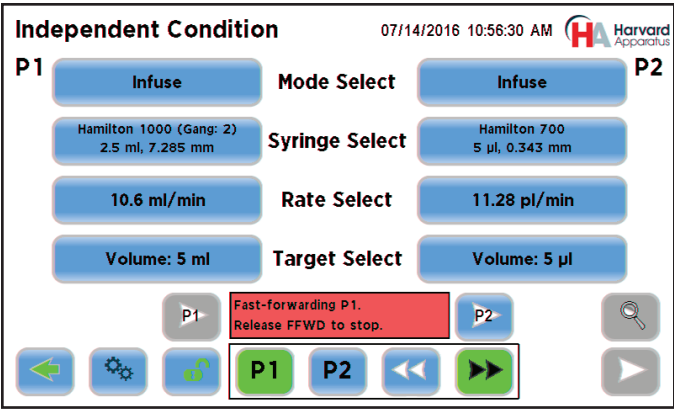 Independent Condition
07/14/2016 10:56:30 AM
HA Harvard
Apparatus
P1
P2
Infuse
Mode Select
Infuse
Hamilton 1000 (Gang: 2)
2.5 ml, 7.285 mm
Syringe Select
Hamilton 700
5 µl, 0.343 mm
10.6 ml/min
Rate Select
11.28 pl/min
Volume: 5 ml
Target Select
Volume: 5 µl
P1
Fast-forwarding P1.
Release FFWD to stop.
P2
P1
P2